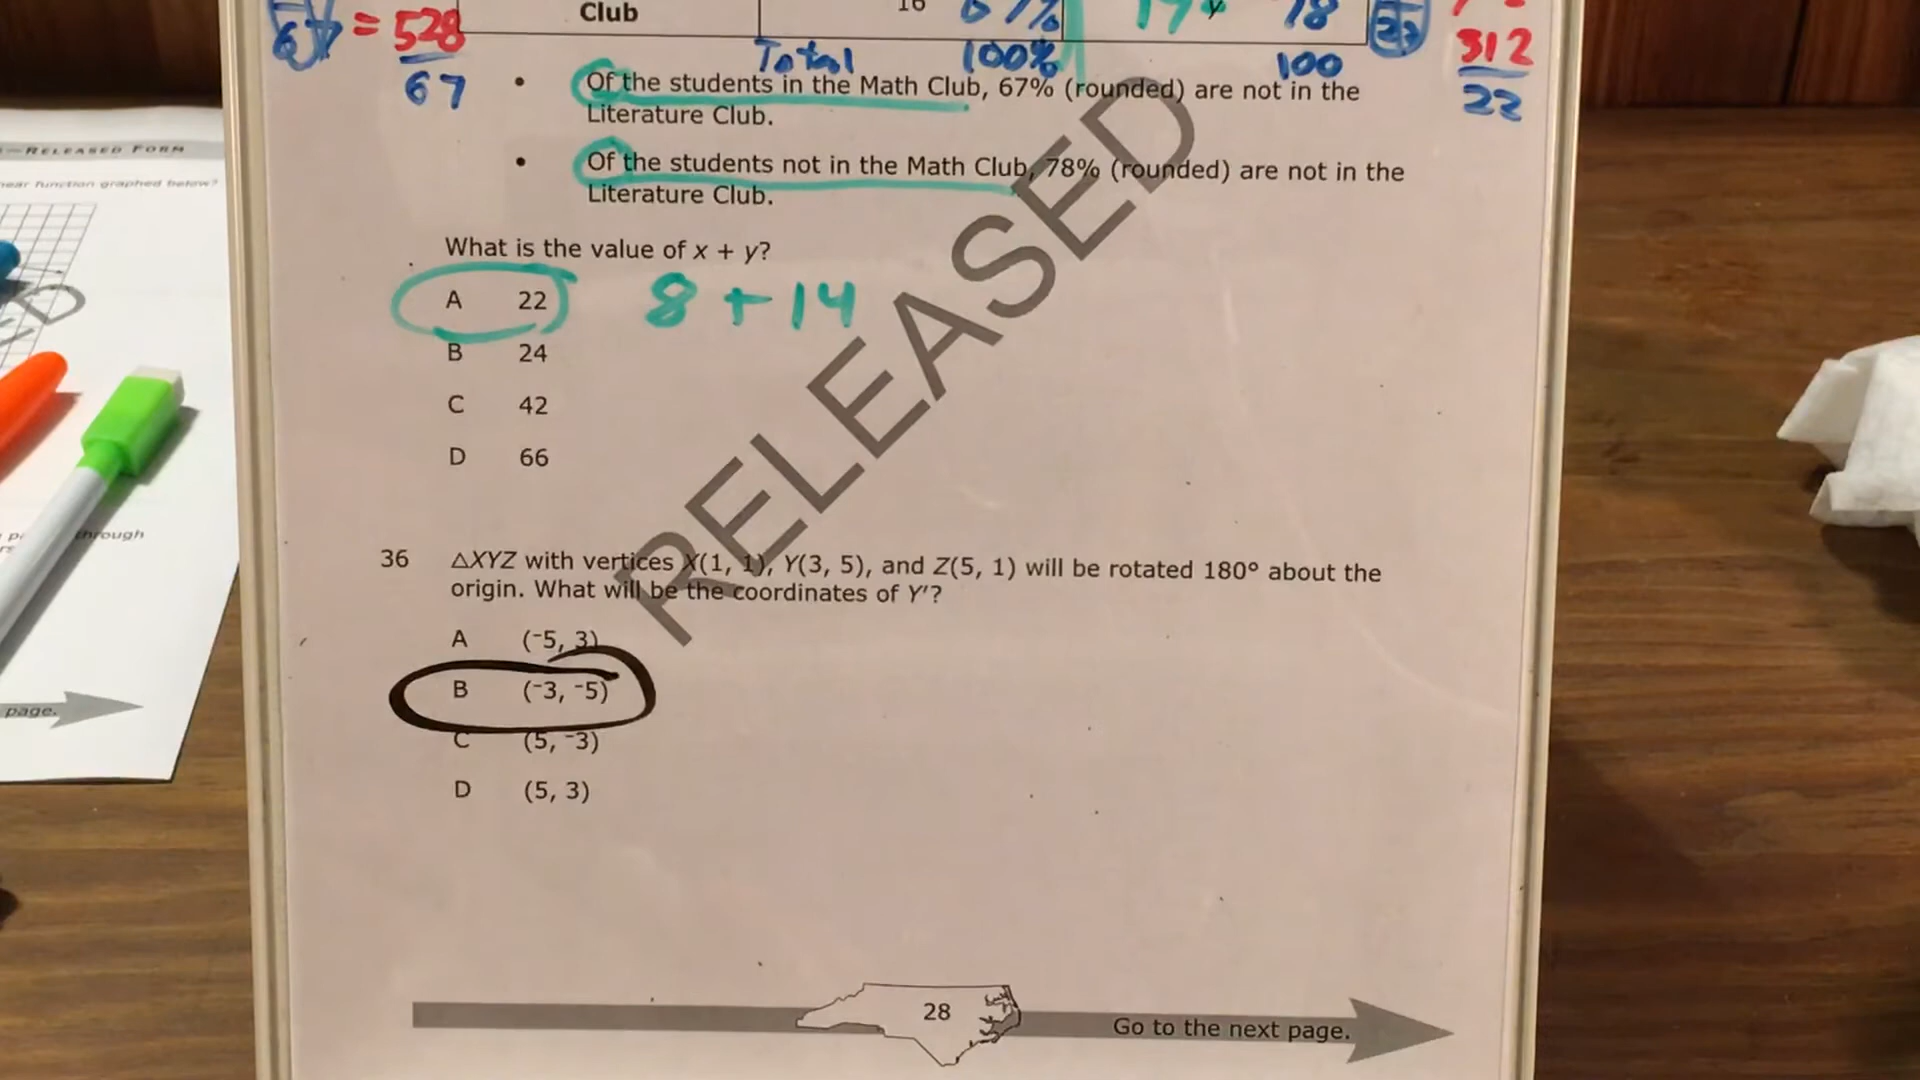 = 528
67
Club 16 67%
Total 100% 100
312
22
• Of the students in the Math Club, 67% (rounded) are not in the
Literature Club.
• Of the students not in the Math Club, 78% (rounded) are not in the
Literature Club.
What is the value of x + y?
A 22 8 + 14
B 24
C 42
D 66
RELEASED
36 △XYZ with vertices X(1, 1), Y(3, 5), and Z(5, 1) will be rotated 180° about the
origin. What will be the coordinates of Y′?
A (⁻5, 3)
B (⁻3, ⁻5)
C (5, ⁻3)
D (5, 3)
28
Go to the next page.
—RELEASED FORM
near function graphed below?
through
page.